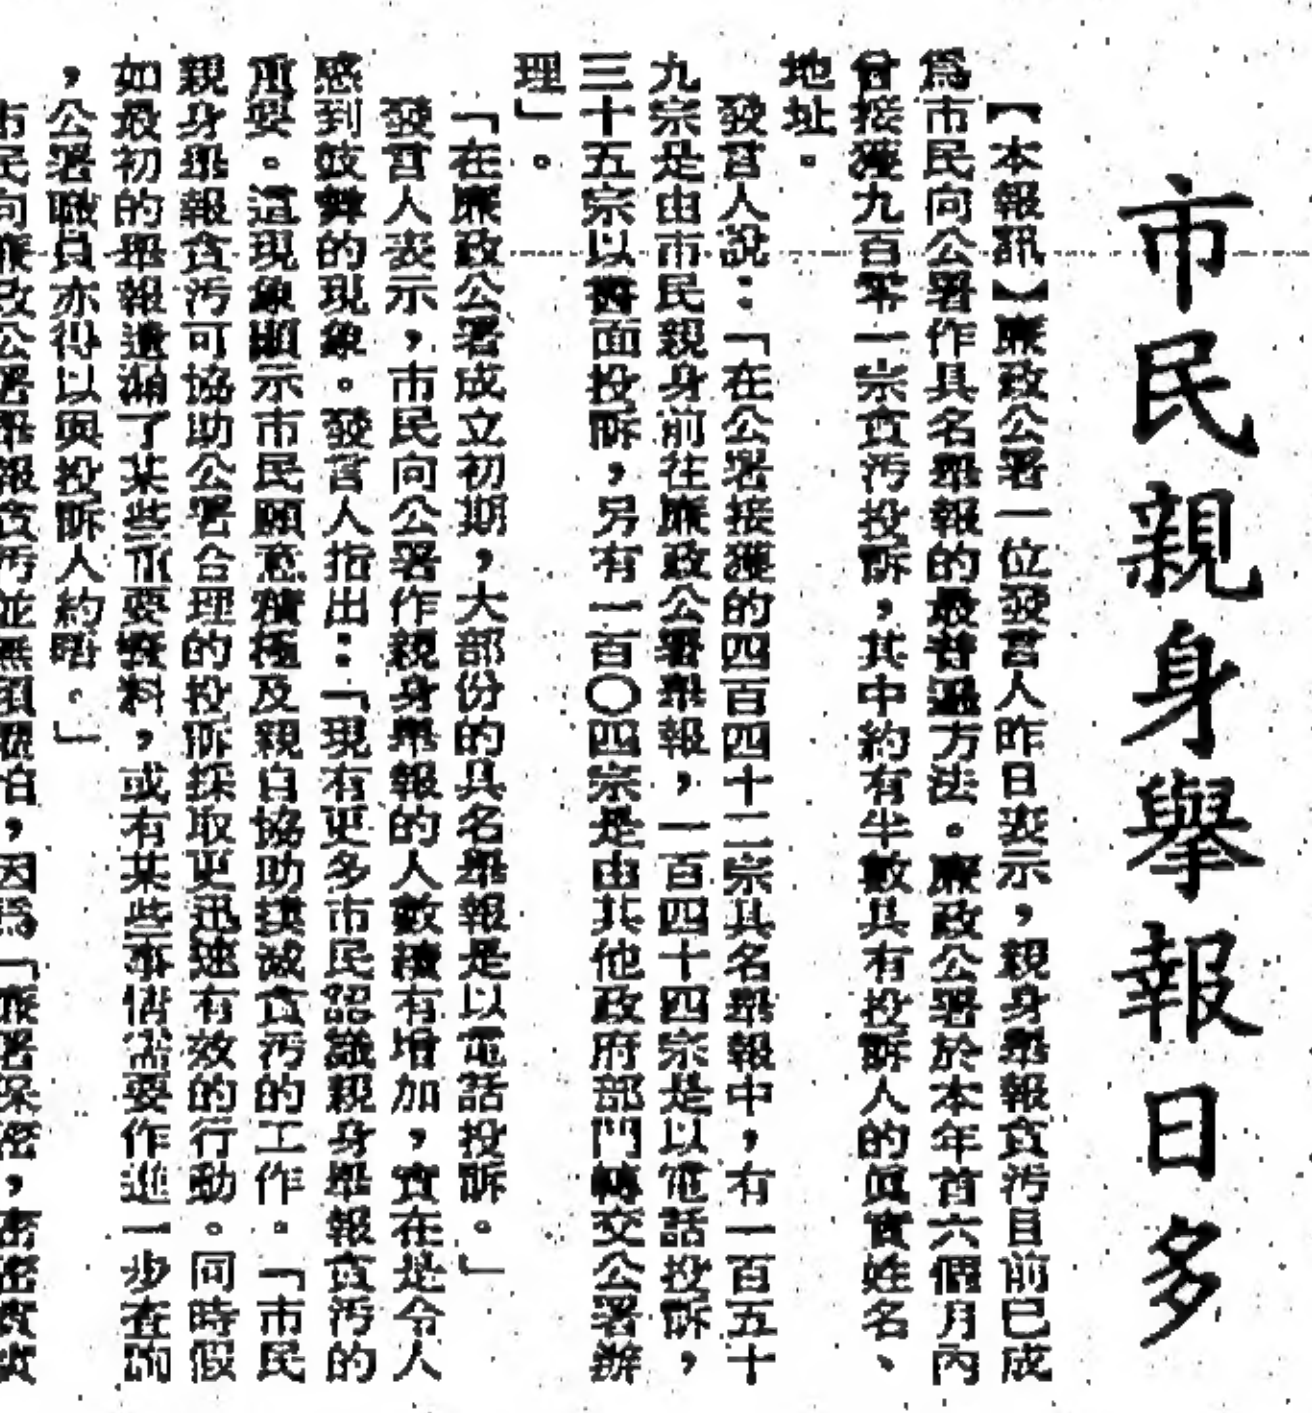 市民親身舉報日多
【本報訊】廉政公署一位發言人昨日表示，親身舉報貪污目前已成
爲市民向公署作具名舉報的最普遍方法。廉政公署於本年首六個月內
曾接獲九百零一宗貪污投訴，其中約有半數具有投訴人的眞實姓名、
地址。
發言人說：「在公署接獲的四百四十二宗具名舉報中，有一百五十
九宗是由市民親身前往廉政公署舉報，一百四十四宗是以電話投訴，
三十五宗以書面投訴，另有一百〇四宗是由其他政府部門轉交公署辦
理」。
「在廉政公署成立初期，大部份的具名舉報是以電話投訴。」
發言人表示，市民向公署作親身舉報的人數續有增加，實在是令人
感到鼓舞的現象。發言人指出：「現有更多市民認識親身舉報貪污的
重要。這現象顯示市民願意積極及親自協助撲滅貪污的工作。「市民
親身舉報貪污可協助公署合理的投訴採取更迅速有效的行動。同時假
如最初的舉報遺漏了某些重要資料，或有某些事情需要作進一步查詢
，公署職員亦得以與投訴人約晤。」
市民向廉政公署舉報貪污並無須懼怕，因爲「廉署保密，